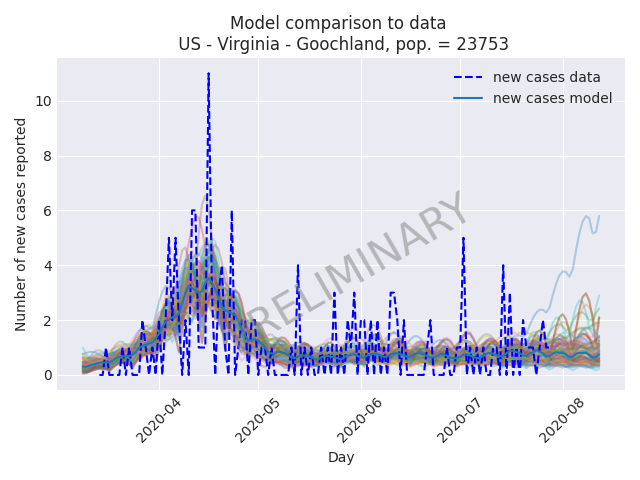 Model comparison to data
US - Virginia - Goochland, pop. = 23753
new cases data
new cases model
Number of new cases reported
10
8
6
4
2
0
PRELIMINARY
2020-04
2020-05
2020-06
2020-07
2020-08
Day